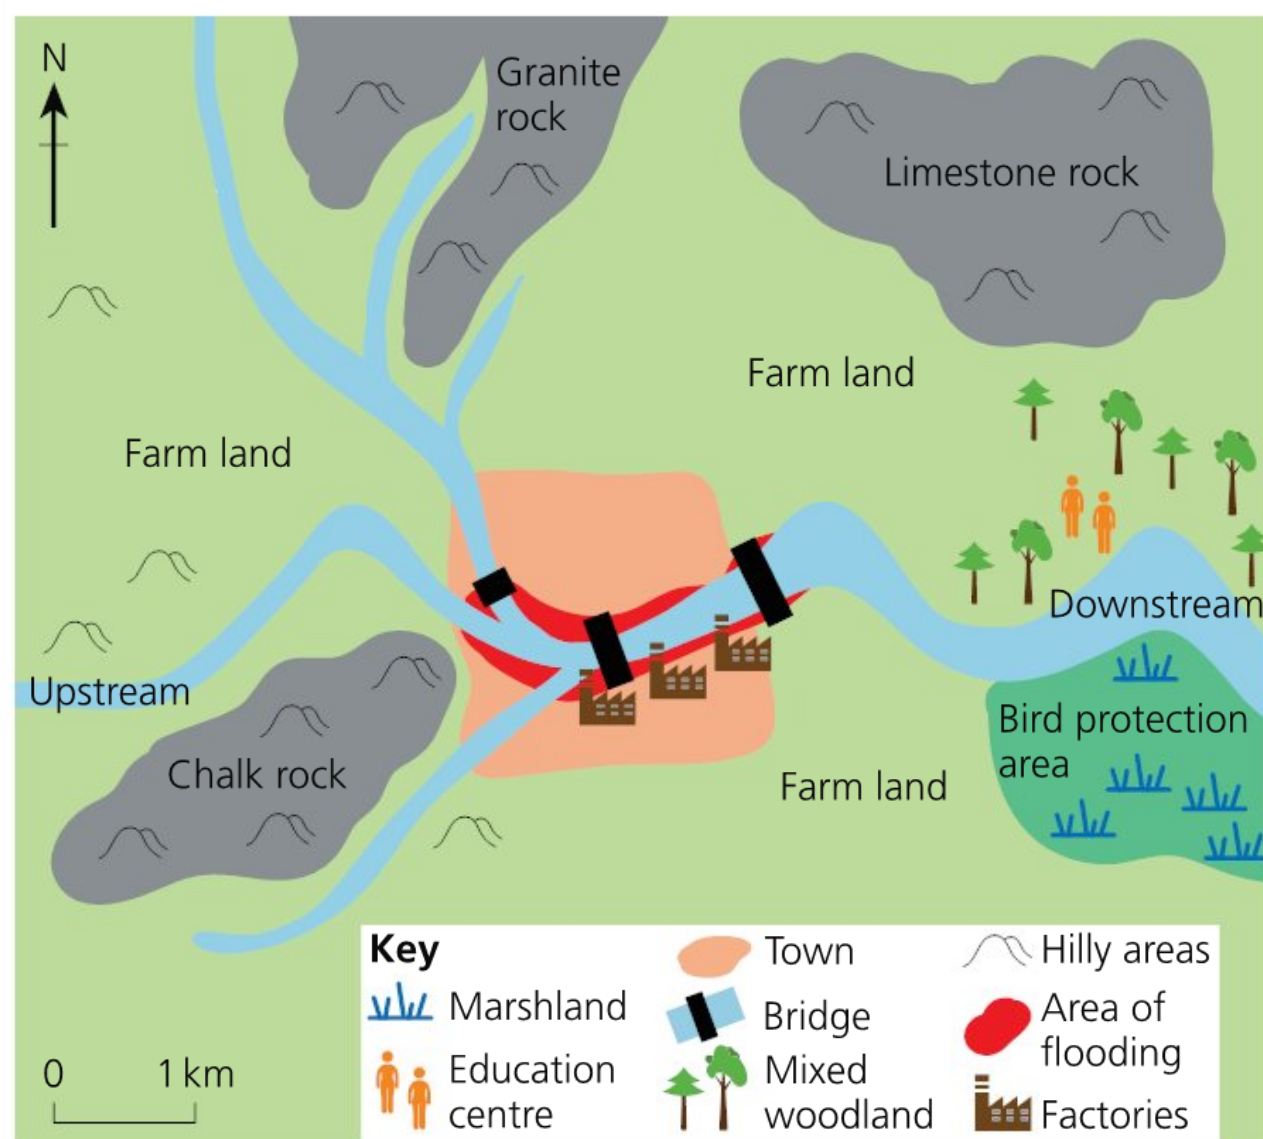 N
Granite
rock
Limestone rock
Farm land
Farm land
Downstream
Upstream
Bird protection
area
Chalk rock
Farm land
Key
Town
Hilly areas
Marshland
Bridge
Area of
flooding
Education
centre
Mixed
woodland
Factories
0 1 km